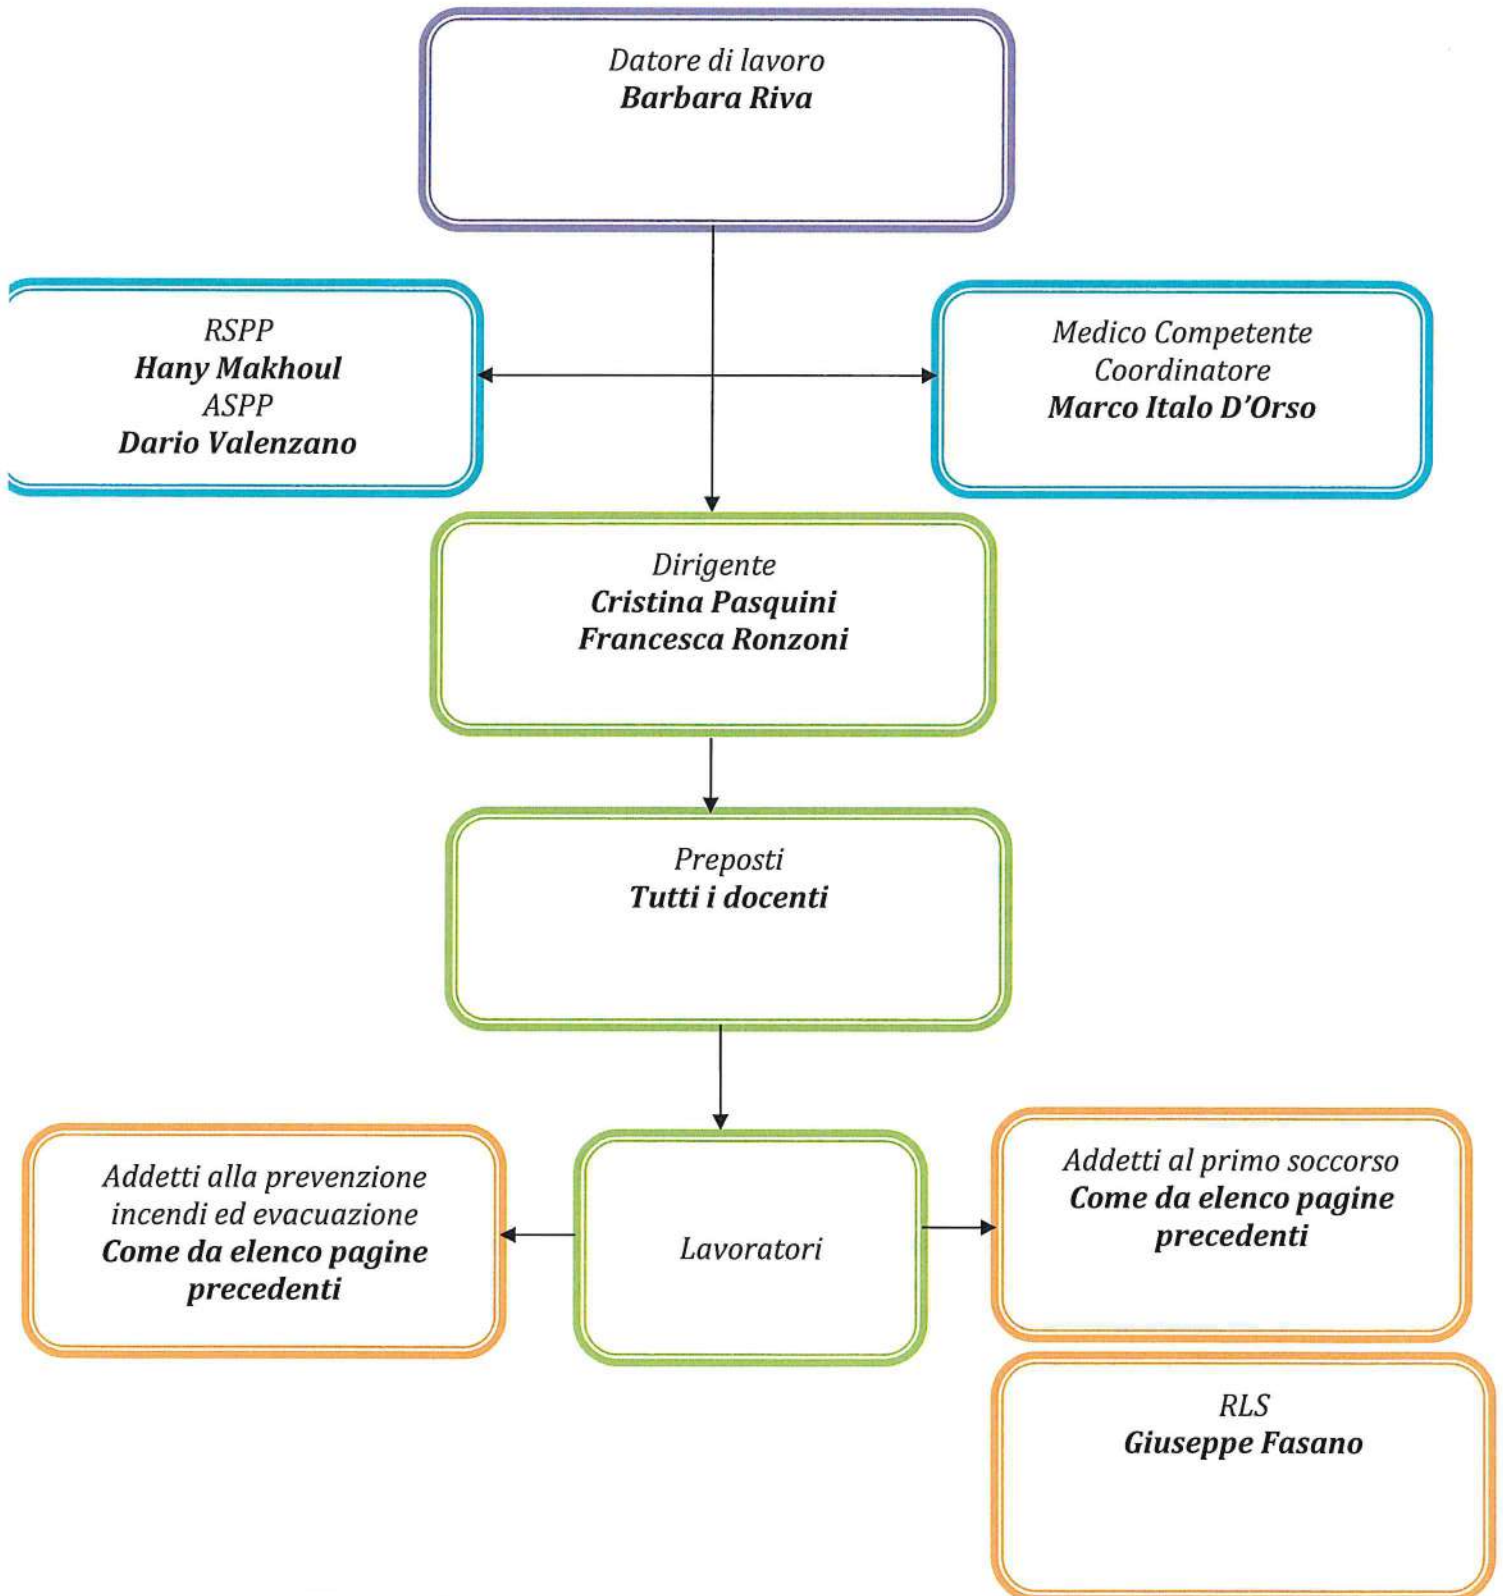 Datore di lavoro
Barbara Riva
RSPP
Hany Makhoul
ASPP
Dario Valenzano
Medico Competente
Coordinatore
Marco Italo D'Orso
Dirigente
Cristina Pasquini
Francesca Ronzoni
Preposti
Tutti i docenti
Addetti alla prevenzione
incendi ed evacuazione
Come da elenco pagine
precedenti
Lavoratori
Addetti al primo soccorso
Come da elenco pagine
precedenti
RLS
Giuseppe Fasano